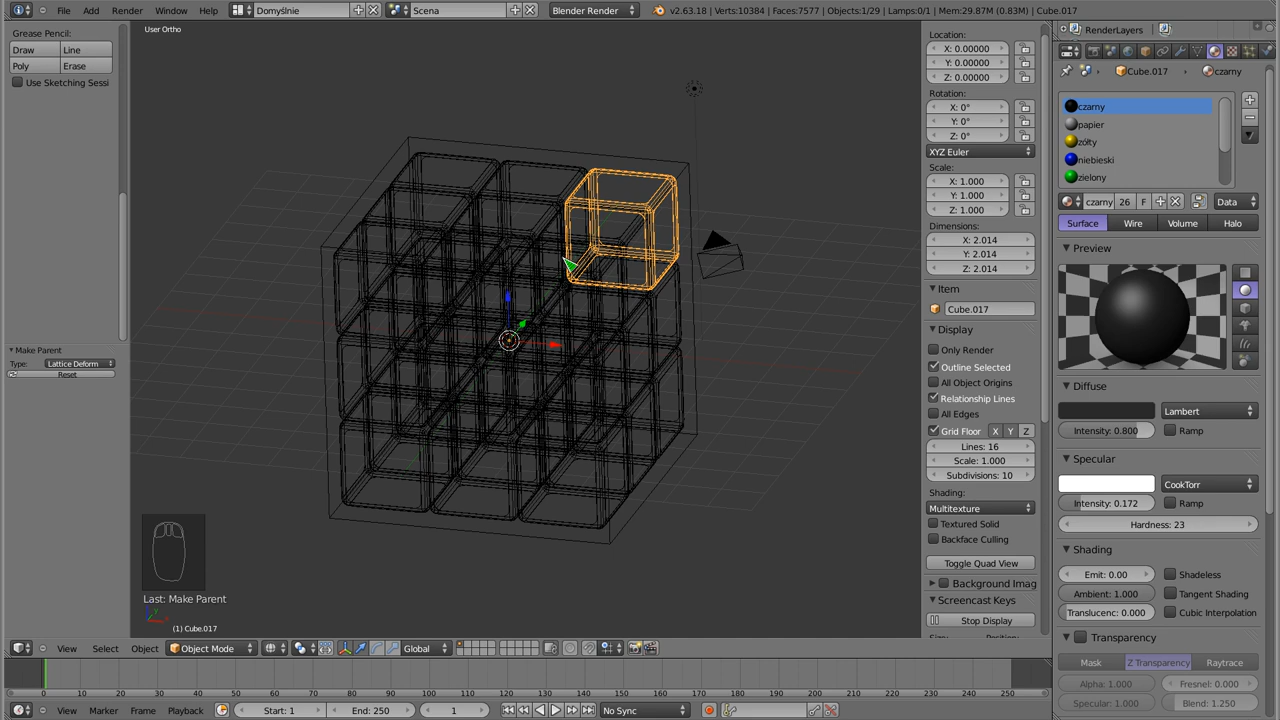 File Add Render Window Help Domyślnie Scena Blender Render v2.63.18 | Verts:10384 | Faces:7577 | Objects:1/29 | Lamps:0/1 | Mem:29.87M (0.83M) | Cube.017
Grease Pencil:
Draw Line
Poly Erase
Use Sketching Sessi
Make Parent
Type: Lattice Deform
Reset
User Ortho
Last: Make Parent
(1) Cube.017
Location:
X: 0.00000
Y: 0.00000
Z: 0.00000
Rotation:
X: 0°
Y: 0°
Z: 0°
XYZ Euler
Scale:
X: 1.000
Y: 1.000
Z: 1.000
Dimensions:
X: 2.014
Y: 2.014
Z: 2.014
Item
Cube.017
Display
Only Render
Outline Selected
All Object Origins
Relationship Lines
All Edges
Grid Floor X Y Z
Lines: 16
Scale: 1.000
Subdivisions: 10
Shading:
Multitexture
Textured Solid
Backface Culling
Toggle Quad View
Background Imag
Screencast Keys
Stop Display
RenderLayers
Cube.017 czarny
czarny
papier
żółty
niebieski
zielony
czarny 26 F Data
Surface Wire Volume Halo
Preview
Diffuse
Lambert
Intensity: 0.800 Ramp
Specular
CookTorr
Intensity: 0.172 Ramp
Hardness: 23
Shading
Emit: 0.00 Shadeless
Ambient: 1.000 Tangent Shading
Translucenc: 0.000 Cubic Interpolation
Transparency
Mask Z Transparency Raytrace
Alpha: 1.000 Fresnel: 0.000
Specular: 1.000 Blend: 1.250
View Select Object Object Mode Global
0 10 20 30 40 50 60 70 80 90 100 110 120 130 140 150 160 170 180 190 200 210 220 230 240 250
View Marker Frame Playback Start: 1 End: 250 1 No Sync